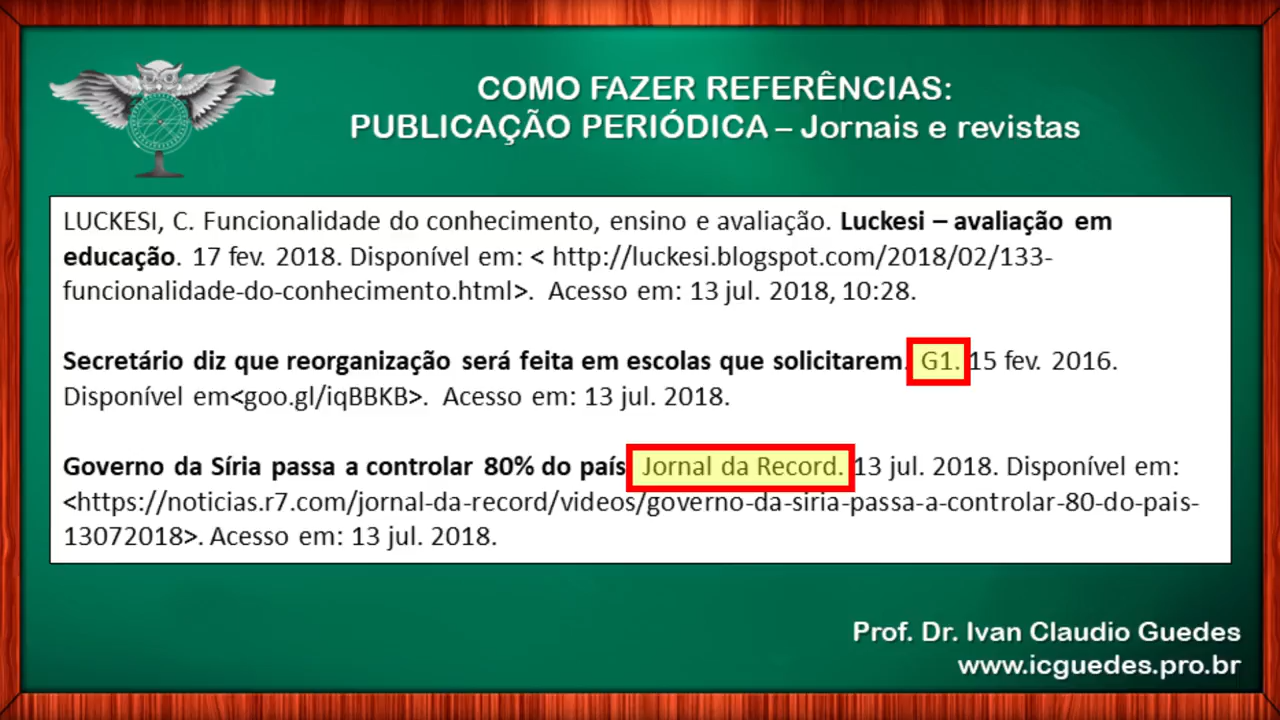 COMO FAZER REFERÊNCIAS:
PUBLICAÇÃO PERIÓDICA – Jornais e revistas
LUCKESI, C. Funcionalidade do conhecimento, ensino e avaliação. Luckesi – avaliação em
educação. 17 fev. 2018. Disponível em: < http://luckesi.blogspot.com/2018/02/133-
funcionalidade-do-conhecimento.html>. Acesso em: 13 jul. 2018, 10:28.
Secretário diz que reorganização será feita em escolas que solicitarem. G1. 15 fev. 2016.
Disponível em<goo.gl/iqBBKB>. Acesso em: 13 jul. 2018.
Governo da Síria passa a controlar 80% do país Jornal da Record. 13 jul. 2018. Disponível em:
<https://noticias.r7.com/jornal-da-record/videos/governo-da-siria-passa-a-controlar-80-do-pais-
13072018>. Acesso em: 13 jul. 2018.
Prof. Dr. Ivan Claudio Guedes
www.icguedes.pro.br